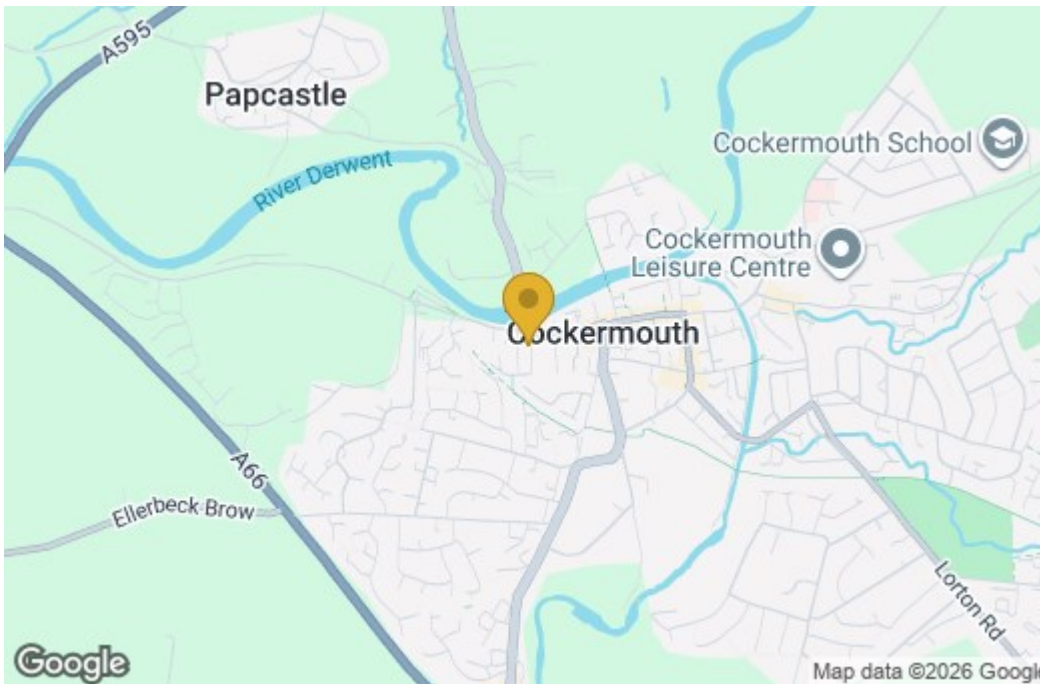 A595
Papcastle
Cockermouth School
River Derwent
Cockermouth
Leisure Centre
Cockermouth
A66
Ellerbeck Brow
Lorton Rd
Google
Map data ©2026 Google